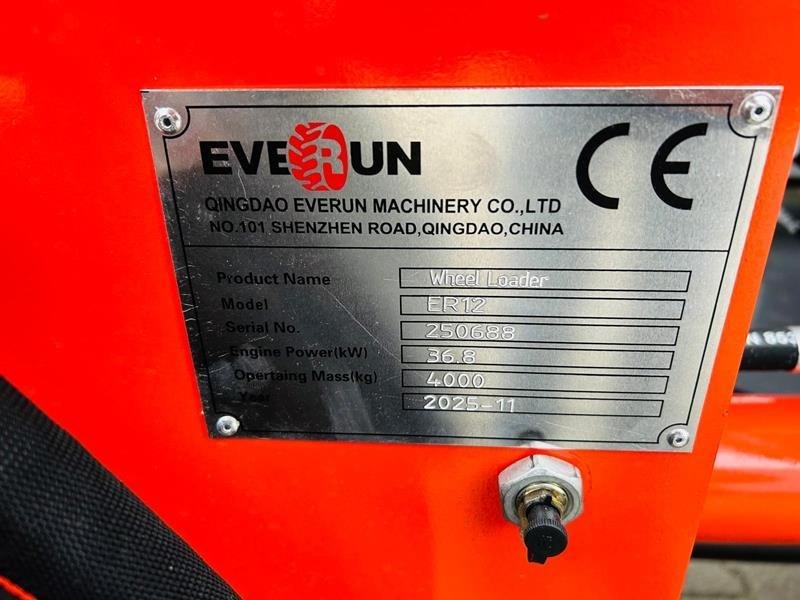 EVERUN
CE
QINGDAO EVERUN MACHINERY CO.,LTD
NO.101 SHENZHEN ROAD,QINGDAO,CHINA
Product Name Wheel Loader
Model ER12
Serial No. 250688
Engine Power(kW) 36.8
Opertaing Mass(kg) 4000
Year 2025-11